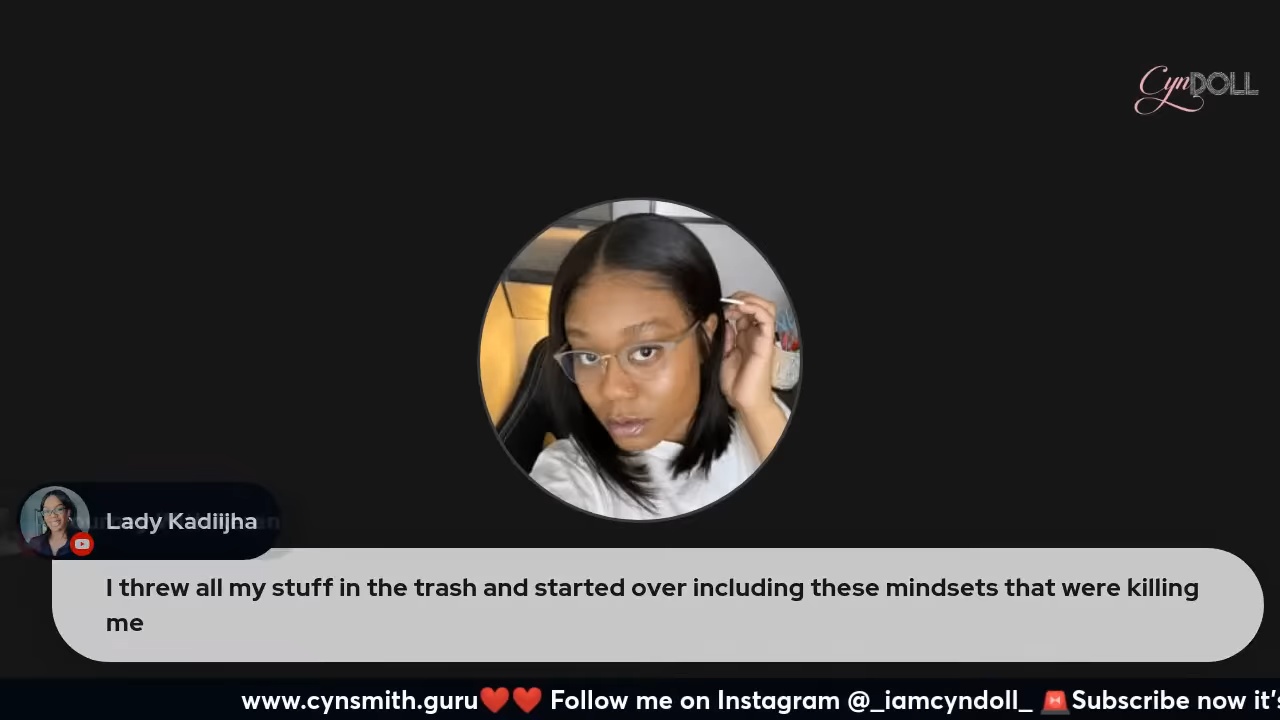 CynDOLL
Lady Kadiijha
I threw all my stuff in the trash and started over including these mindsets that were killing
me
www.cynsmith.guru❤️❤️ Follow me on Instagram @_iamcyndoll_ 🚨Subscribe now it's